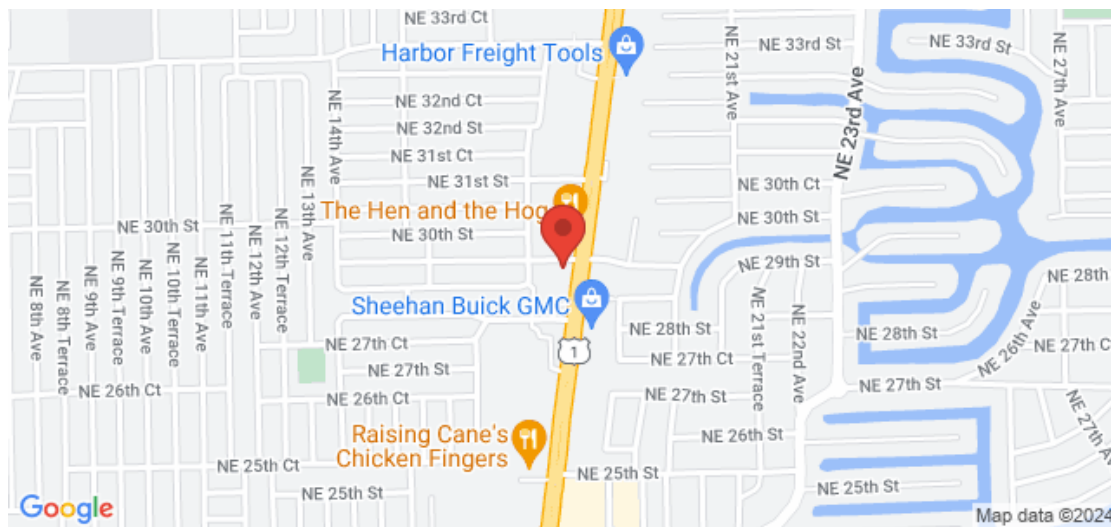 NE 33rd Ct
Harbor Freight Tools
NE 33rd St
NE 33rd St
NE 21st Ave
NE 27th Ave
NE 23rd Ave
NE 32nd Ct
NE 32nd St
NE 14th Ave
NE 31st Ct
NE 31st St
NE 13th Ave
NE 30th Ct
The Hen and the Hog
NE 30th St
NE 30th St
NE 30th St
NE 11th Terrace
NE 12th Ave
NE 12th Terrace
NE 29th St
NE 8th Ave
NE 8th Terrace
NE 9th Ave
NE 9th Terrace
NE 10th Ave
NE 10th Terrace
NE 11th Ave
Sheehan Buick GMC
NE 28th
NE 28th St
NE 21st Terrace
NE 22nd Ave
NE 28th St
NE 26th Ave
1
NE 27th Ct
NE 27th Ct
NE 27th Ct
NE 27th St
NE 27th St
NE 26th Ct
NE 26th Ct
NE 27th St
NE 27th Av
Raising Cane's
Chicken Fingers
NE 26th St
NE 25th Ct
NE 25th St
NE 25th St
NE 25th St
Google
Map data ©2024